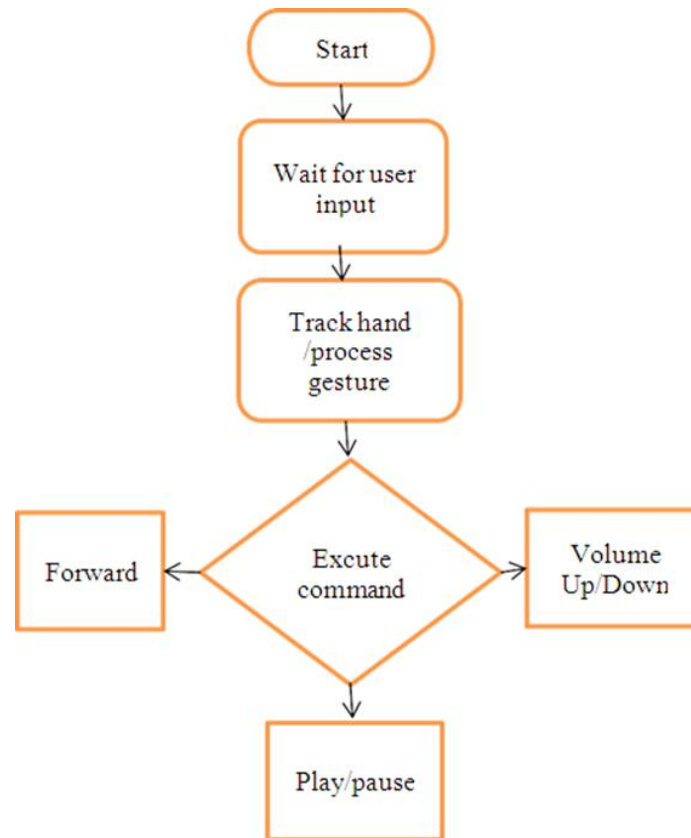 Start
Wait for user
input
Track hand
/process
gesture
Excute
command
Forward
Volume
Up/Down
Play/pause